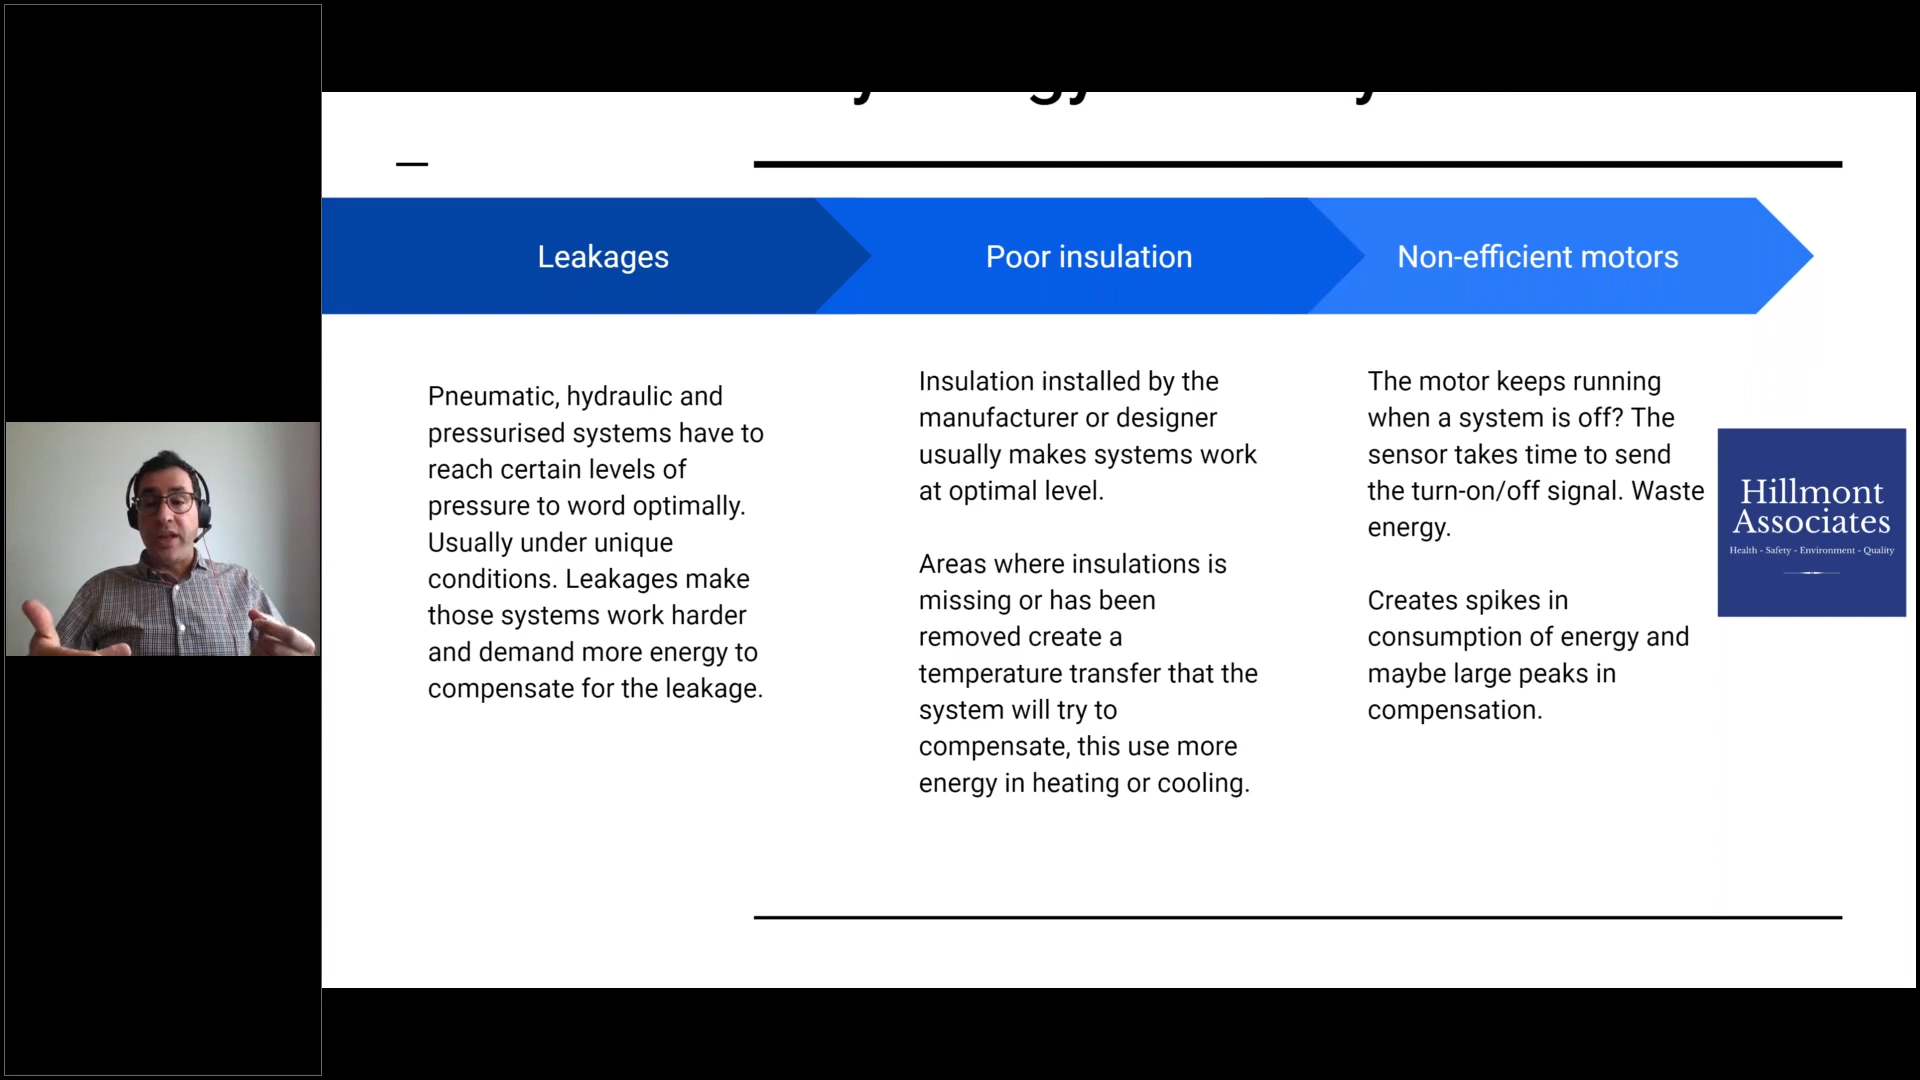 Leakages
Poor insulation
Non-efficient motors
Pneumatic, hydraulic and
pressurised systems have to
reach certain levels of
pressure to word optimally.
Usually under unique
conditions. Leakages make
those systems work harder
and demand more energy to
compensate for the leakage.
Insulation installed by the
manufacturer or designer
usually makes systems work
at optimal level.
Areas where insulations is
missing or has been
removed create a
temperature transfer that the
system will try to
compensate, this use more
energy in heating or cooling.
The motor keeps running
when a system is off? The
sensor takes time to send
the turn-on/off signal. Waste
energy.
Creates spikes in
consumption of energy and
maybe large peaks in
compensation.
Hillmont
Associates
Health - Safety - Environment - Quality